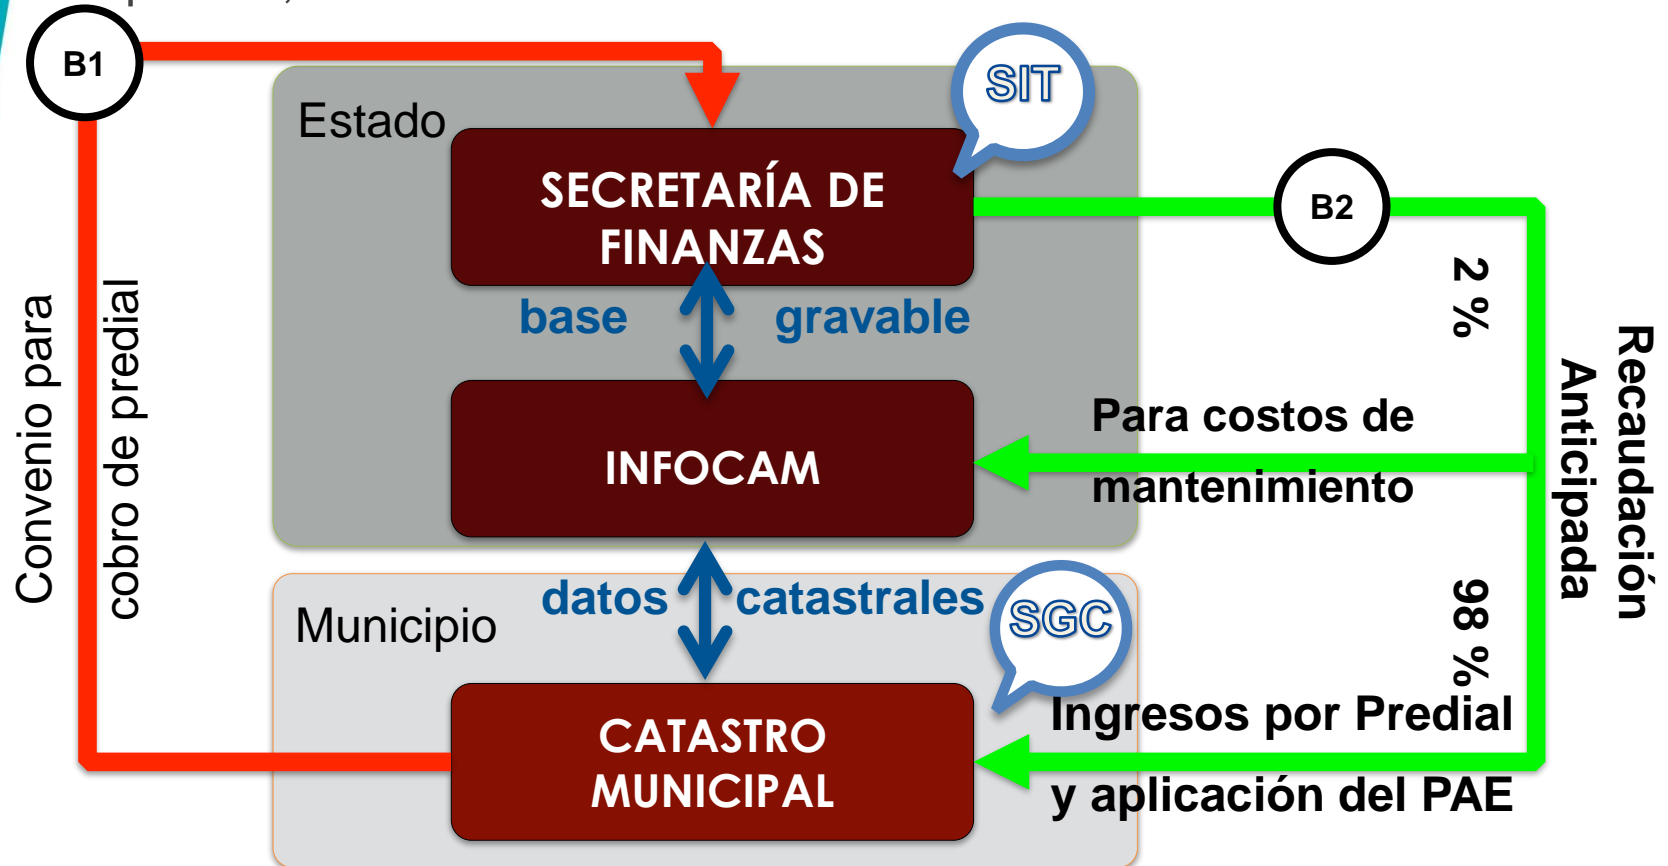 B1
SIT
Estado
SECRETARÍA DE
FINANZAS
B2
base gravable
2 %
Recaudación
Anticipada
Convenio para
cobro de predial
Para costos de
mantenimiento
INFOCAM
datos catastrales
98 %
Municipio
SGC
CATASTRO
MUNICIPAL
Ingresos por Predial
y aplicación del PAE